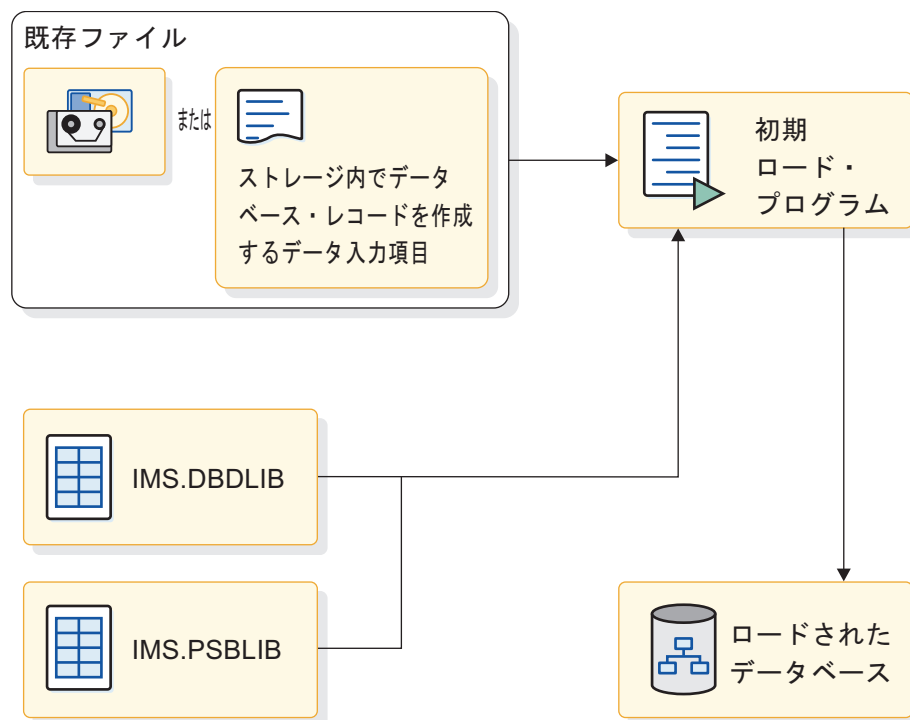 既存ファイル
または
ストレージ内でデータ
ベース・レコードを作成
するデータ入力項目
初期
ロード・
プログラム
IMS.DBDLIB
IMS.PSBLIB
ロードされた
データベース